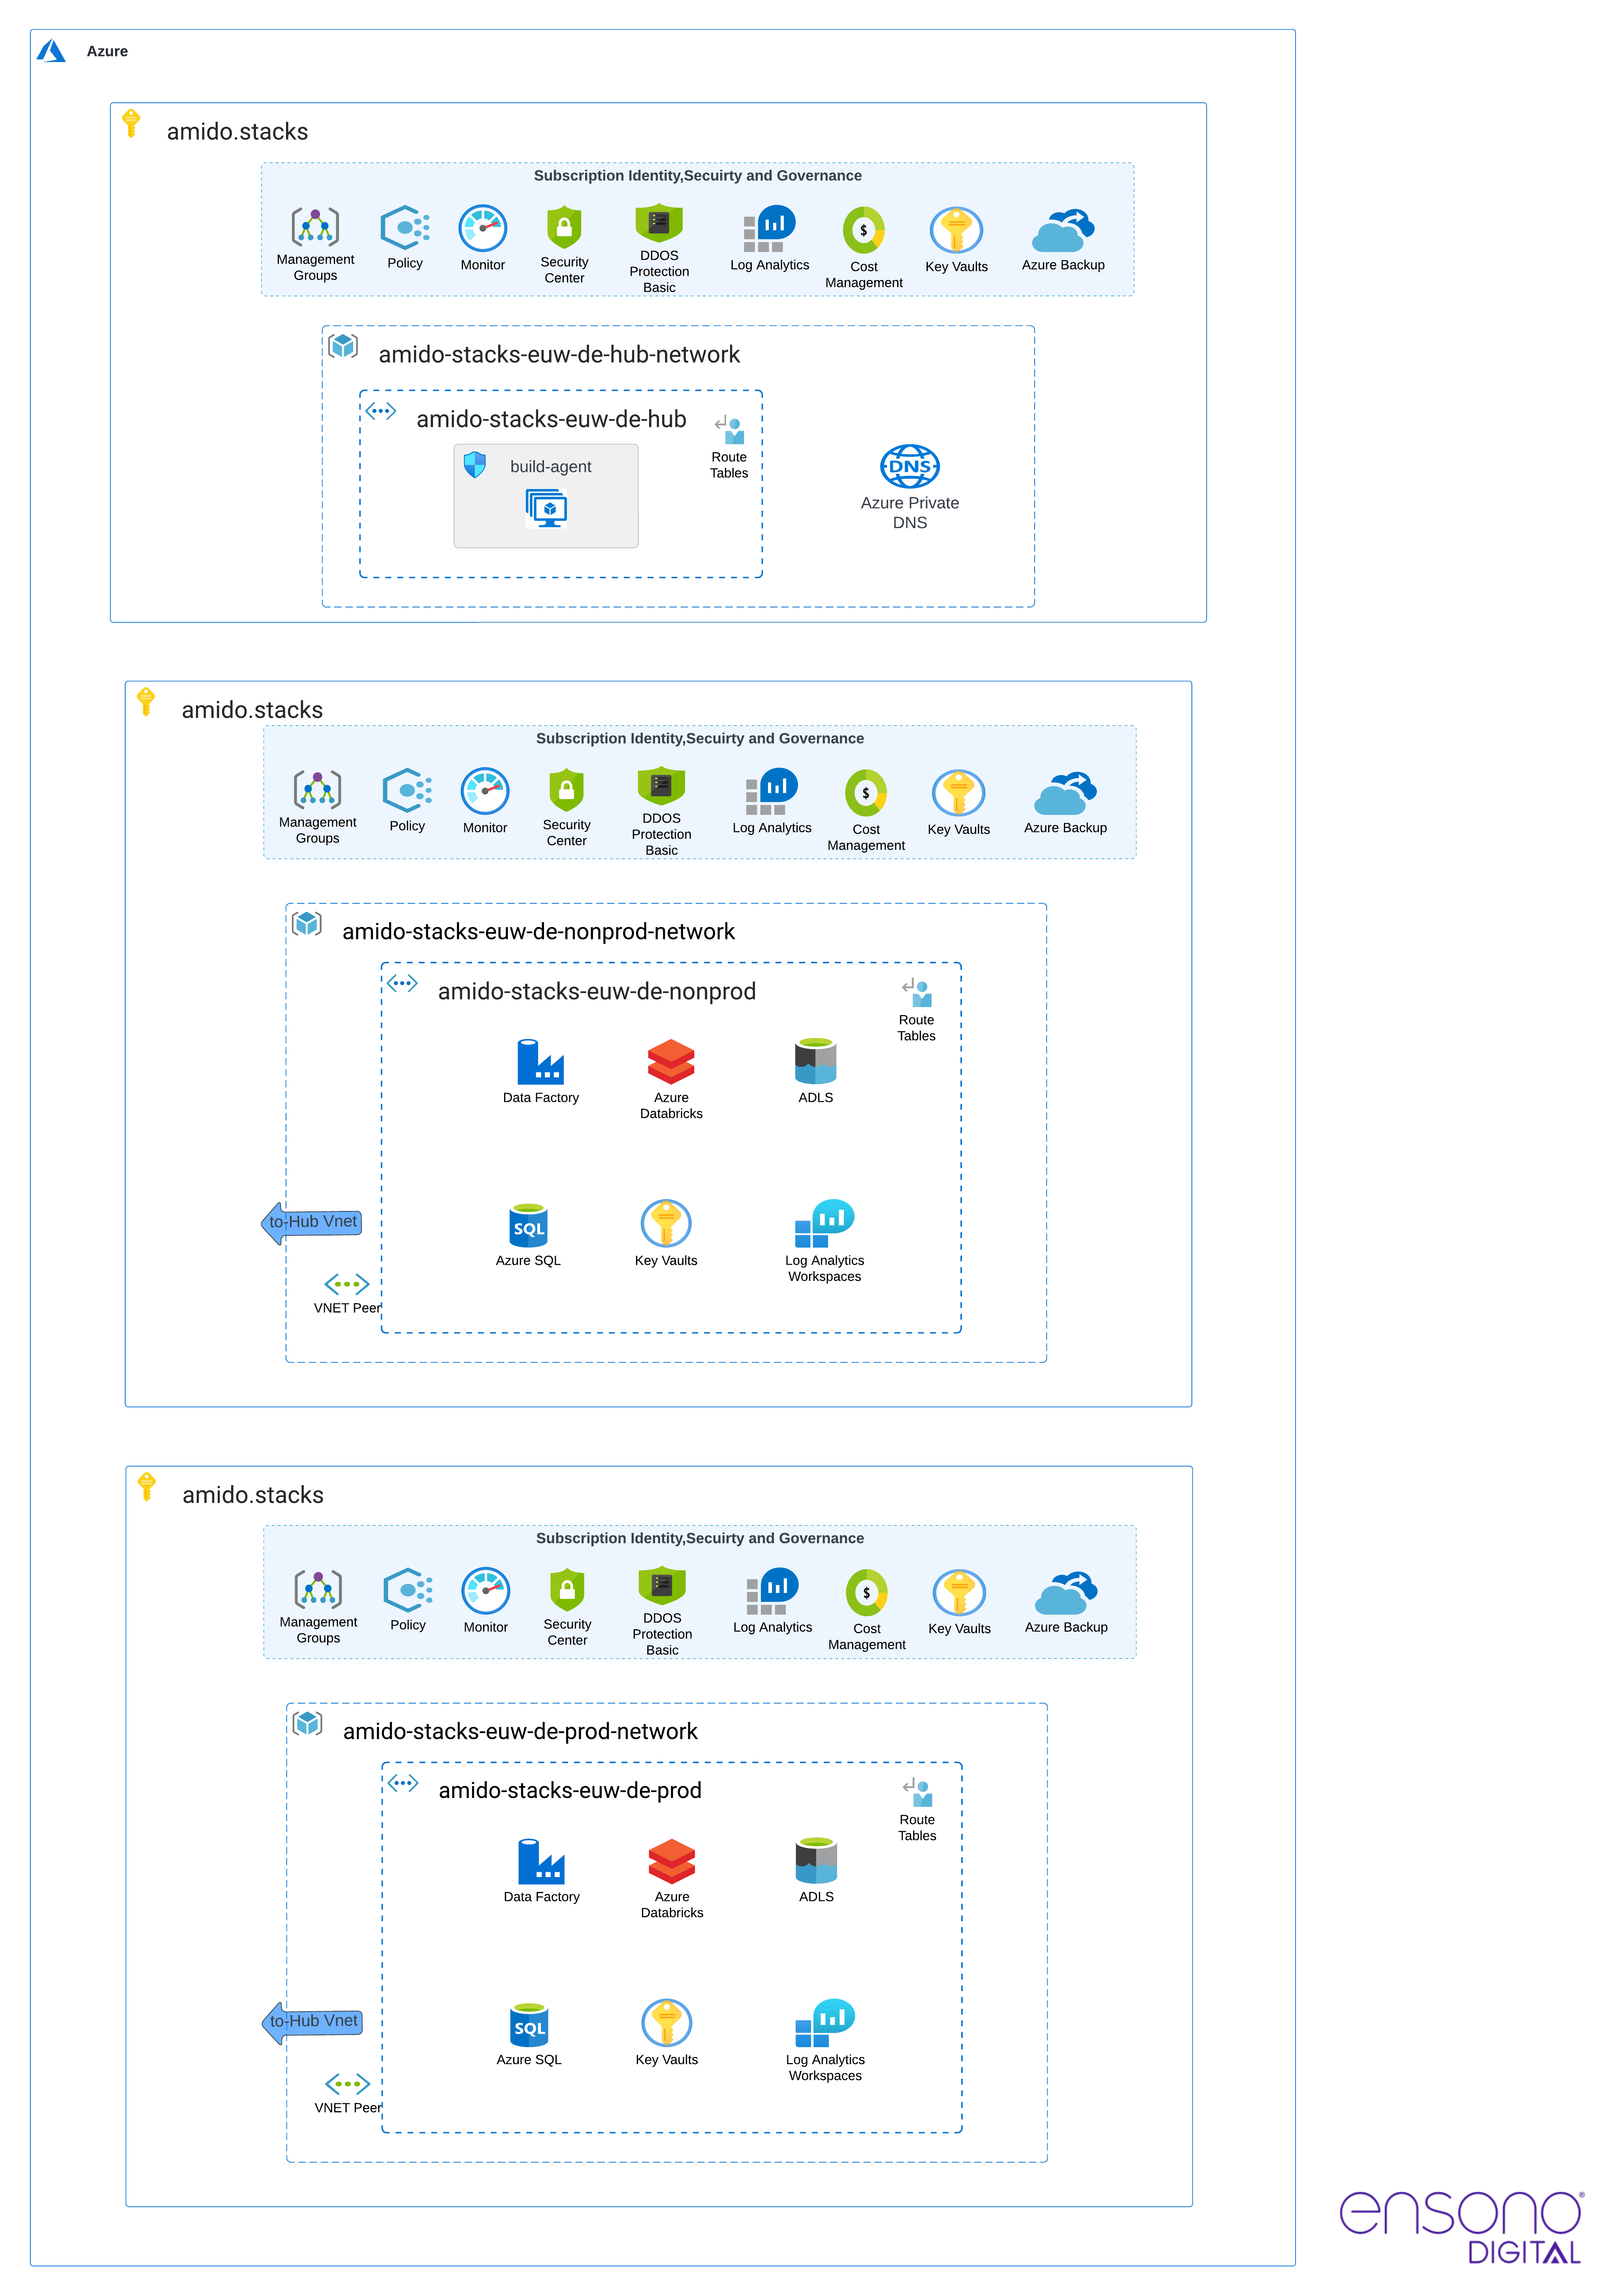 Azure
amido.stacks
Subscription Identity,Secuirty and Governance
Management
Groups
Policy
Monitor
Security
Center
DDOS
Protection
Basic
Log Analytics
$
Cost
Management
Key Vaults
Azure Backup
amido-stacks-euw-de-hub-network
amido-stacks-euw-de-hub
build-agent
Route
Tables
DNS
Azure Private
DNS
amido.stacks
Subscription Identity,Secuirty and Governance
Management
Groups
Policy
Monitor
Security
Center
DDOS
Protection
Basic
Log Analytics
$
Cost
Management
Key Vaults
Azure Backup
amido-stacks-euw-de-nonprod-network
amido-stacks-euw-de-nonprod
Route
Tables
Data Factory
Azure
Databricks
ADLS
to-Hub Vnet
SQL
Azure SQL
Key Vaults
Log Analytics
Workspaces
VNET Peer
amido.stacks
Subscription Identity,Secuirty and Governance
Management
Groups
Policy
Monitor
Security
Center
DDOS
Protection
Basic
Log Analytics
$
Cost
Management
Key Vaults
Azure Backup
amido-stacks-euw-de-prod-network
amido-stacks-euw-de-prod
Route
Tables
Data Factory
Azure
Databricks
ADLS
to-Hub Vnet
SQL
Azure SQL
Key Vaults
Log Analytics
Workspaces
VNET Peer
ensono®
DIGITAL